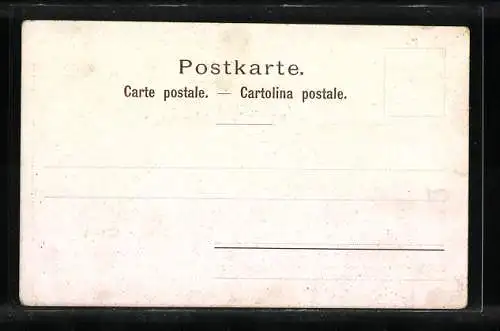 Postkarte.
Carte postale. — Cartolina postale.